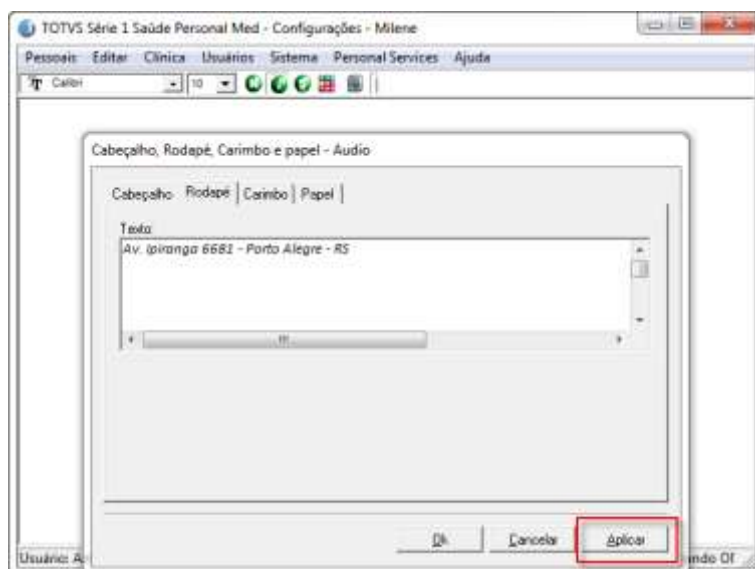 TOTVS Série 1 Saúde Personal Med - Configurações - Milene
Pessoais Editar Clínica Usuários Sistema Personal Services Ajuda
Calibri 10
Cabeçalho, Rodapé, Carimbo e papel - Audio
Cabeçalho Rodapé Carimbo Papel
Texto
Av. Ipiranga 6681 - Porto Alegre - RS
Ok Cancelar Aplicar
Usuário: